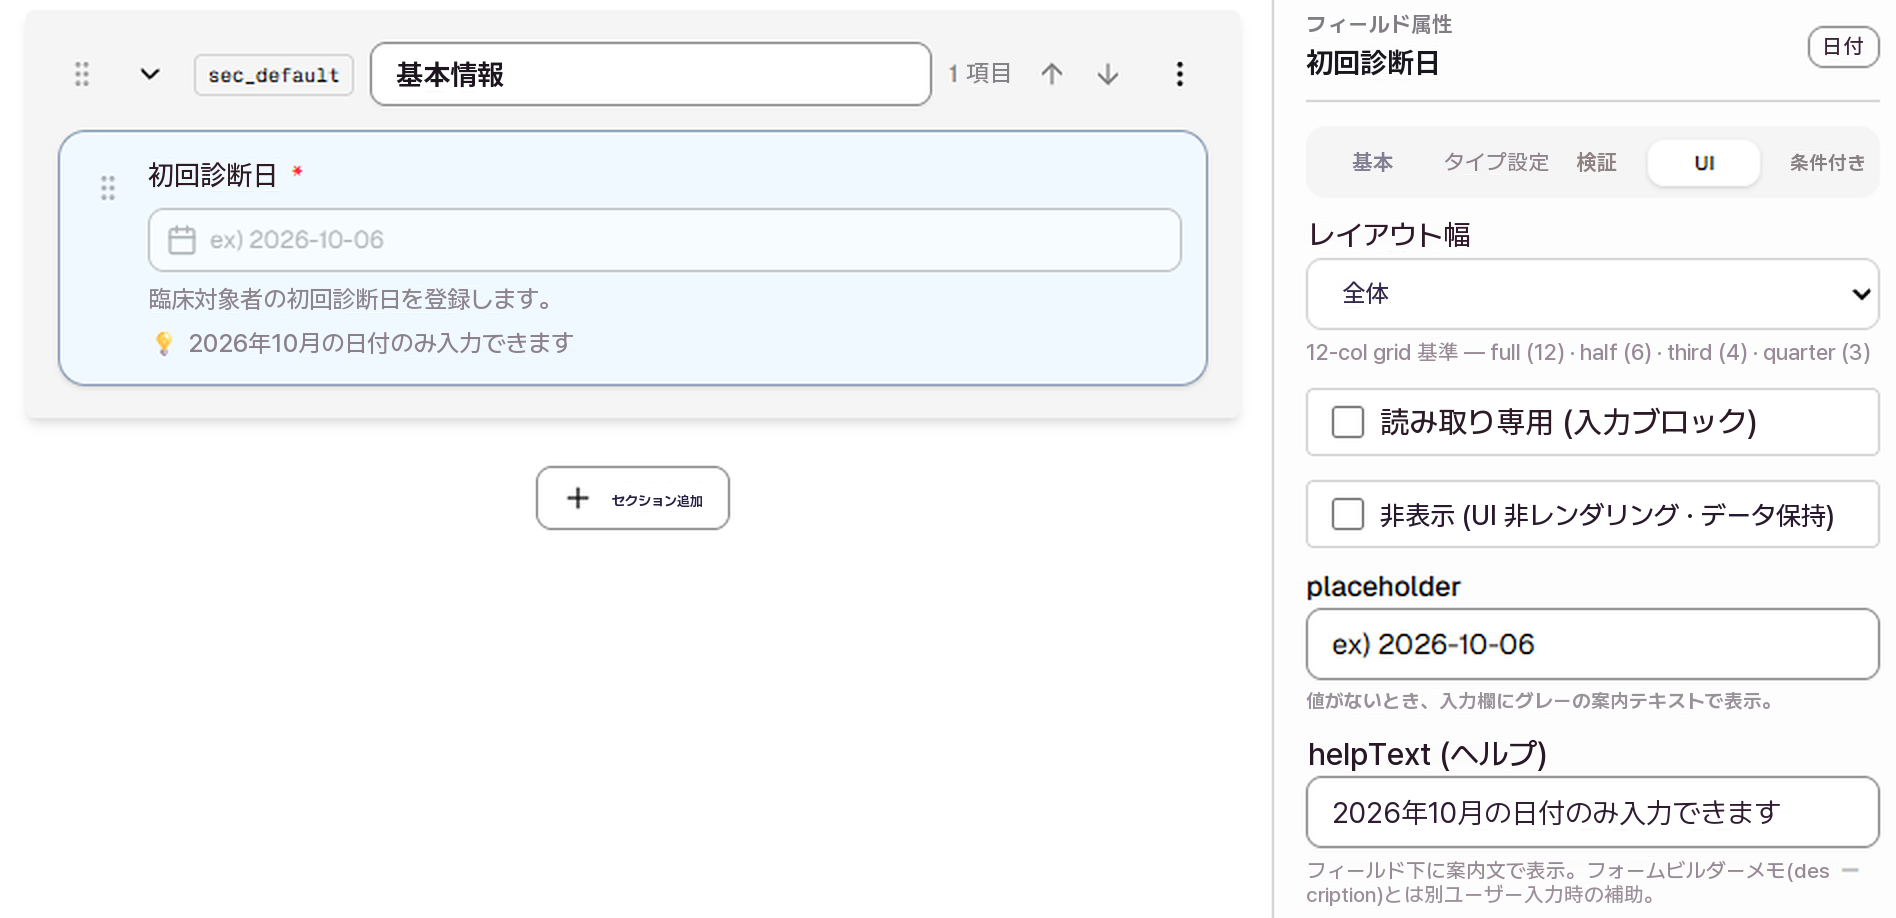 sec_default
基本情報
1 項目
初回診断日 *
ex) 2026-10-06
臨床対象者の初回診断日を登録します。
💡 2026年10月の日付のみ入力できます
+ セクション追加
フィールド属性
初回診断日
日付
基本 タイプ設定 検証 UI 条件付き
レイアウト幅
全体
12-col grid 基準 — full (12) · half (6) · third (4) · quarter (3)
読み取り専用 (入力ブロック)
非表示 (UI 非レンダリング · データ保持)
placeholder
ex) 2026-10-06
値がないとき、入力欄にグレーの案内テキストで表示。
helpText (ヘルプ)
2026年10月の日付のみ入力できます
フィールド下に案内文で表示。フォームビルダーメモ(des —
cription)とは別ユーザー入力時の補助。